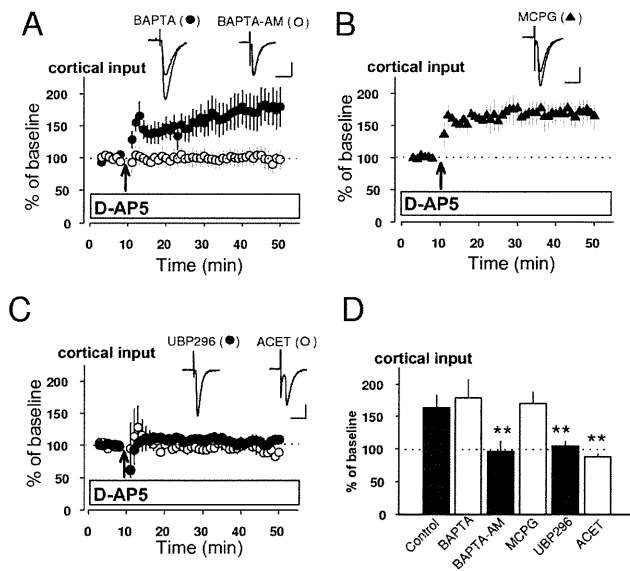 A
BAPTA (●) BAPTA-AM (○)
cortical input
% of baseline
200
150
100
50
0
D-AP5
0 10 20 30 40 50
Time (min)
B
MCPG (▲)
cortical input
% of baseline
200
150
100
50
0
D-AP5
0 10 20 30 40 50
Time (min)
C
UBP296 (●) ACET (○)
cortical input
% of baseline
200
150
100
50
0
D-AP5
0 10 20 30 40 50
Time (min)
D
cortical input
% of baseline
200
150
100
50
0
** ** **
Control BAPTA BAPTA-AM MCPG UBP296 ACET